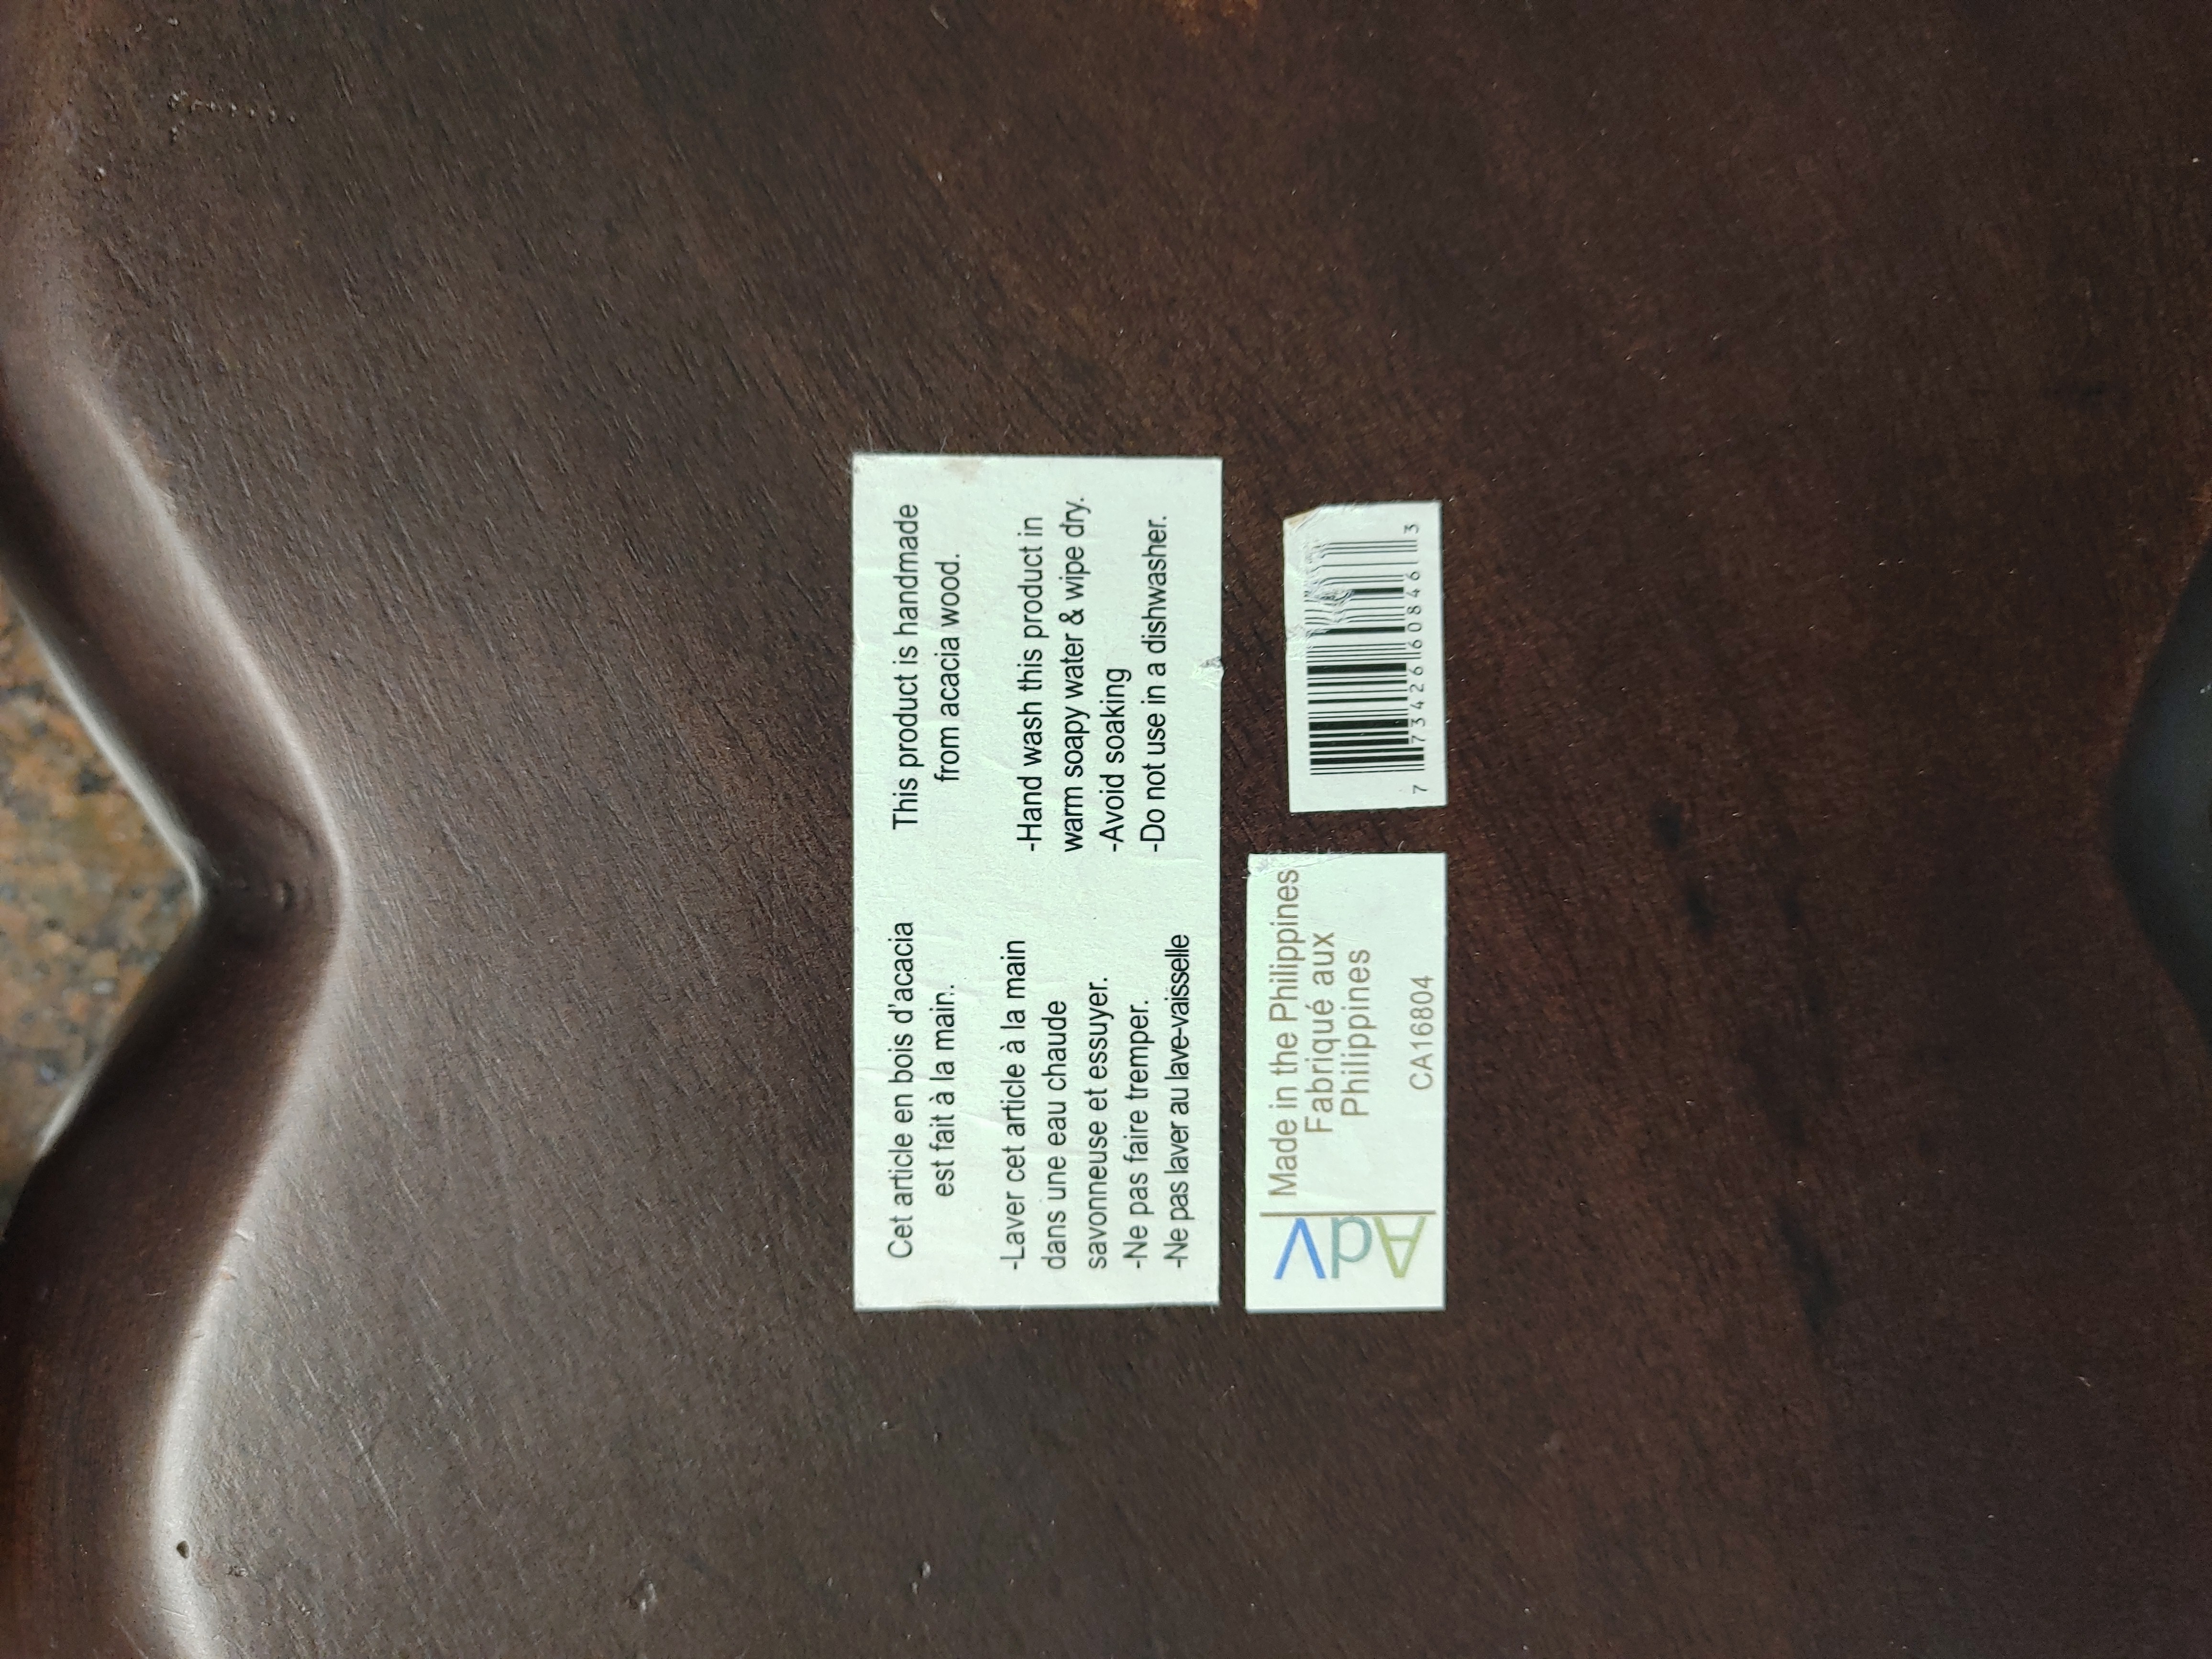 Cet article en bois d'acacia
est fait à la main.
-Laver cet article à la main
dans une eau chaude
savonneuse et essuyer.
-Ne pas faire tremper.
-Ne pas laver au lave-vaisselle
This product is handmade
from acacia wood.
-Hand wash this product in
warm soapy water & wipe dry.
-Avoid soaking
-Do not use in a dishwasher.
AdV
Made in the Philippines
Fabriqué aux
Philippines
CA16804
7 73426 60846 3